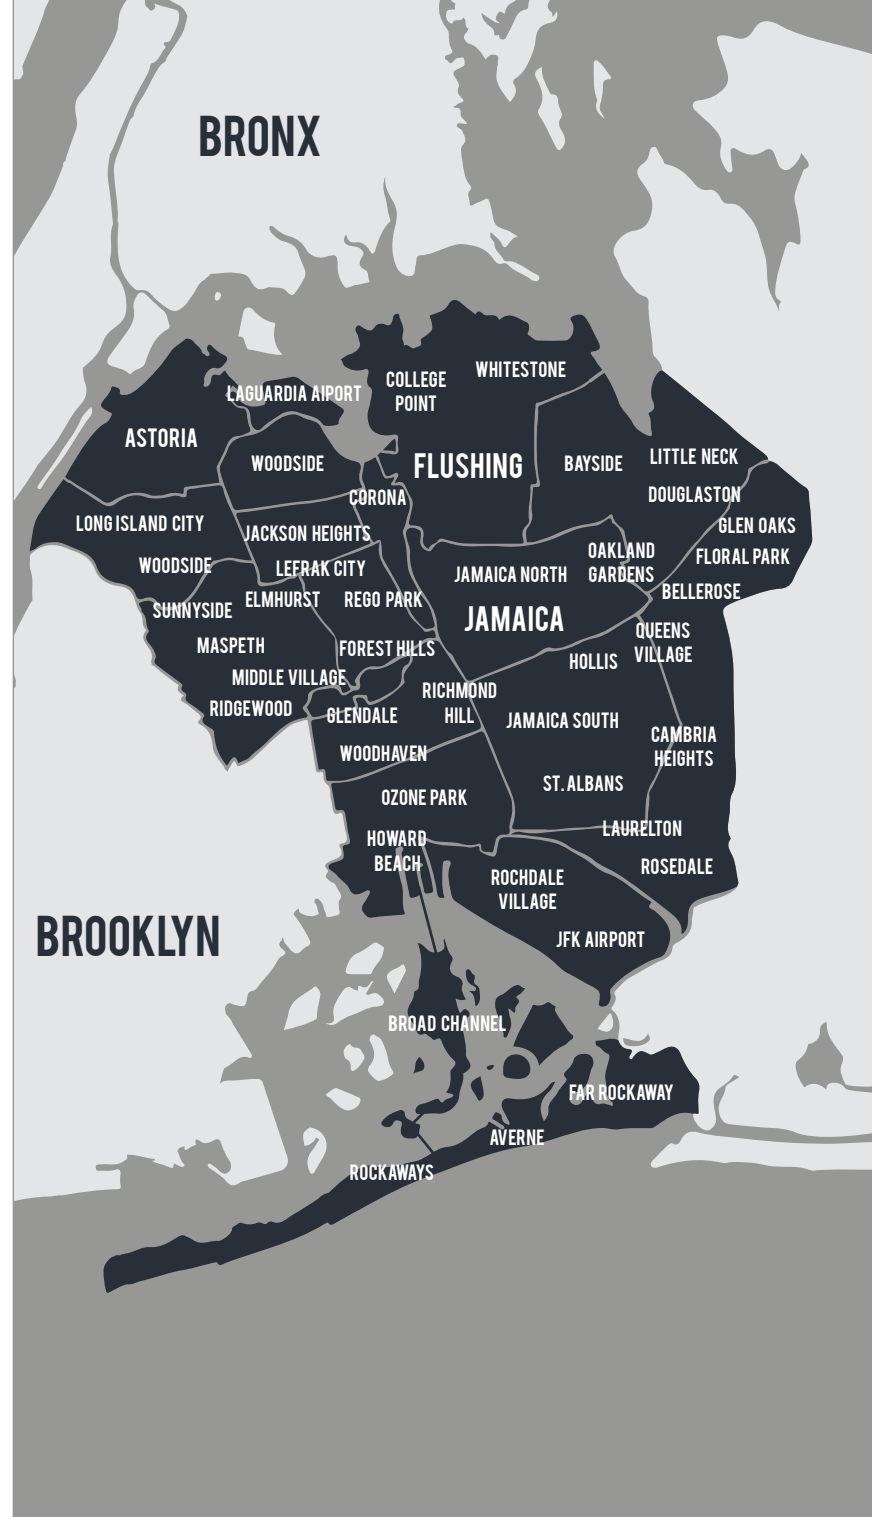 BRONX
WHITESTONE
COLLEGE
POINT
LAGUARDIA AIPORT
ASTORIA
WOODSIDE
FLUSHING
BAYSIDE
LITTLE NECK
DOUGLASTON
CORONA
LONG ISLAND CITY
JACKSON HEIGHTS
GLEN OAKS
OAKLAND
GARDENS
FLORAL PARK
WOODSIDE
LEFRAK CITY
JAMAICA NORTH
BELLEROSE
SUNNYSIDE
ELMHURST
REGO PARK
JAMAICA
QUEENS
VILLAGE
MASPETH
FOREST HILLS
HOLLIS
MIDDLE VILLAGE
RICHMOND
HILL
RIDGEWOOD
GLENDALE
JAMAICA SOUTH
CAMBRIA
HEIGHTS
WOODHAVEN
ST. ALBANS
OZONE PARK
LAURELTON
HOWARD
BEACH
ROSEDALE
ROCHDALE
VILLAGE
BROOKLYN
JFK AIRPORT
BROAD CHANNEL
FAR ROCKAWAY
AVERNE
ROCKAWAYS